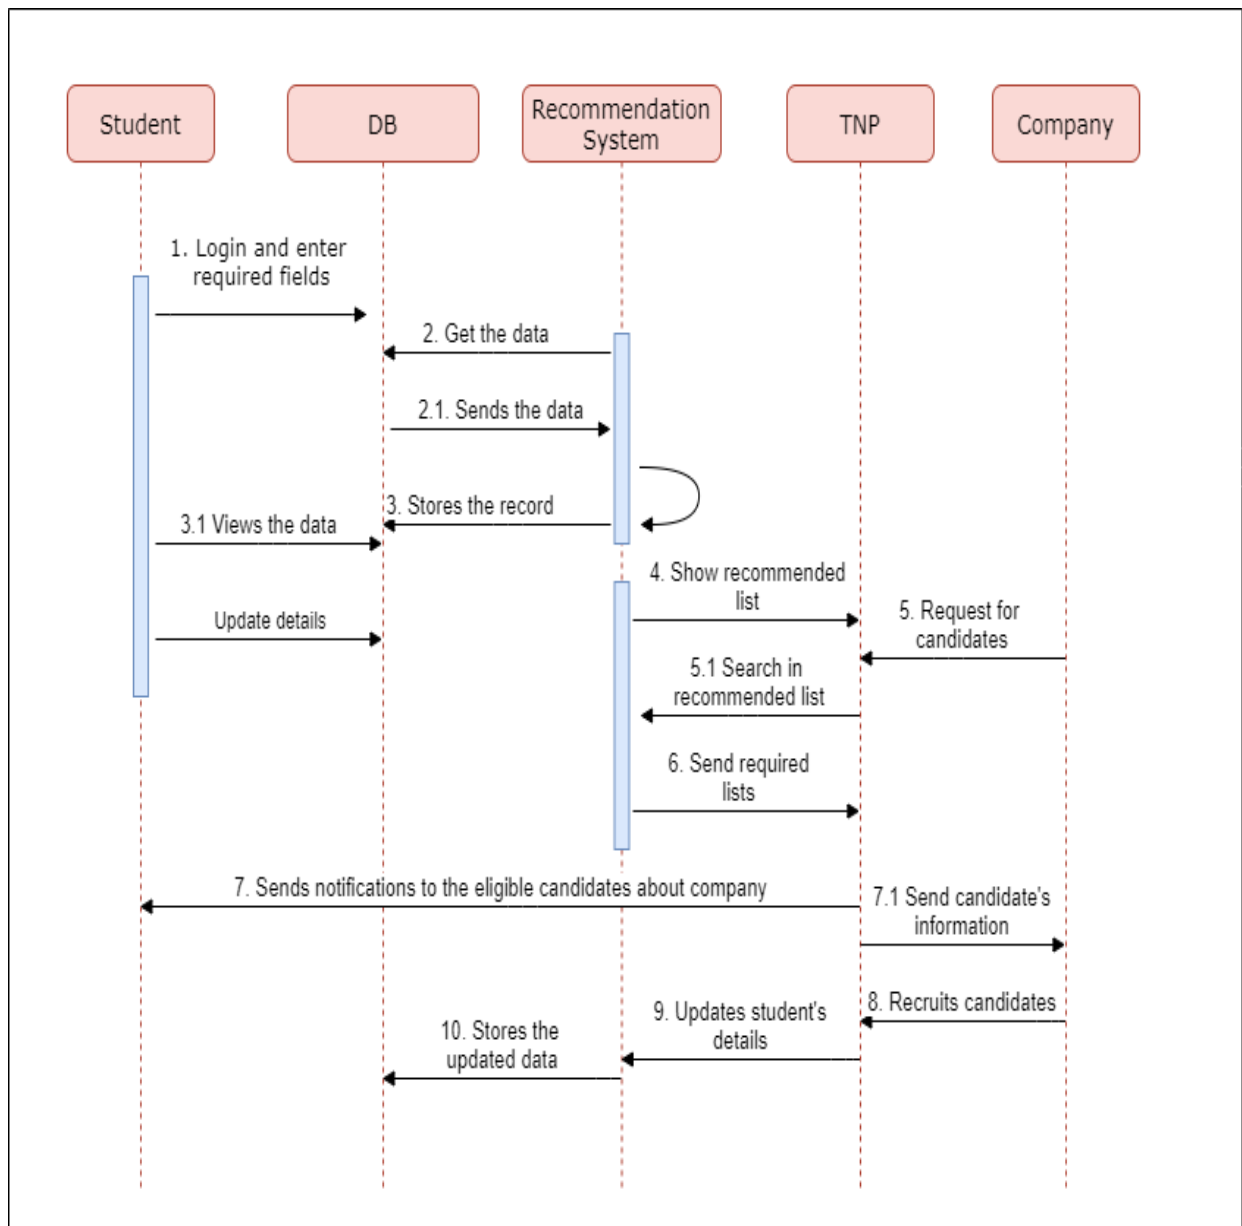 Student
DB
Recommendation
System
TNP
Company
1. Login and enter
required fields
2. Get the data
2.1. Sends the data
3. Stores the record
3.1 Views the data
4. Show recommended
list
Update details
5. Request for
candidates
5.1 Search in
recommended list
6. Send required
lists
7. Sends notifications to the eligible candidates about company
7.1 Send candidate's
information
8. Recruits candidates
9. Updates student's
details
10. Stores the
updated data